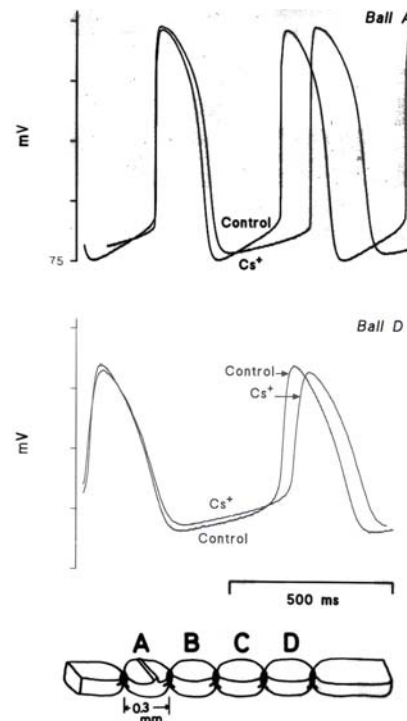 Ball A
mV
Control
Cs⁺
75
Ball D
Control
Cs⁺
mV
Cs⁺
Control
500 ms
A B C D
0.3
mm